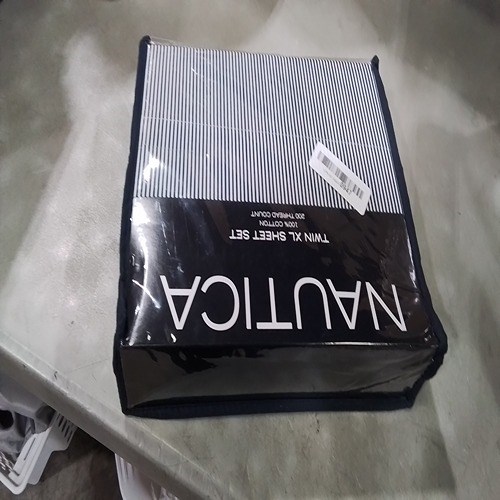 NAUTICA
TWIN XL SHEET SET
100% COTTON
200 THREAD COUNT